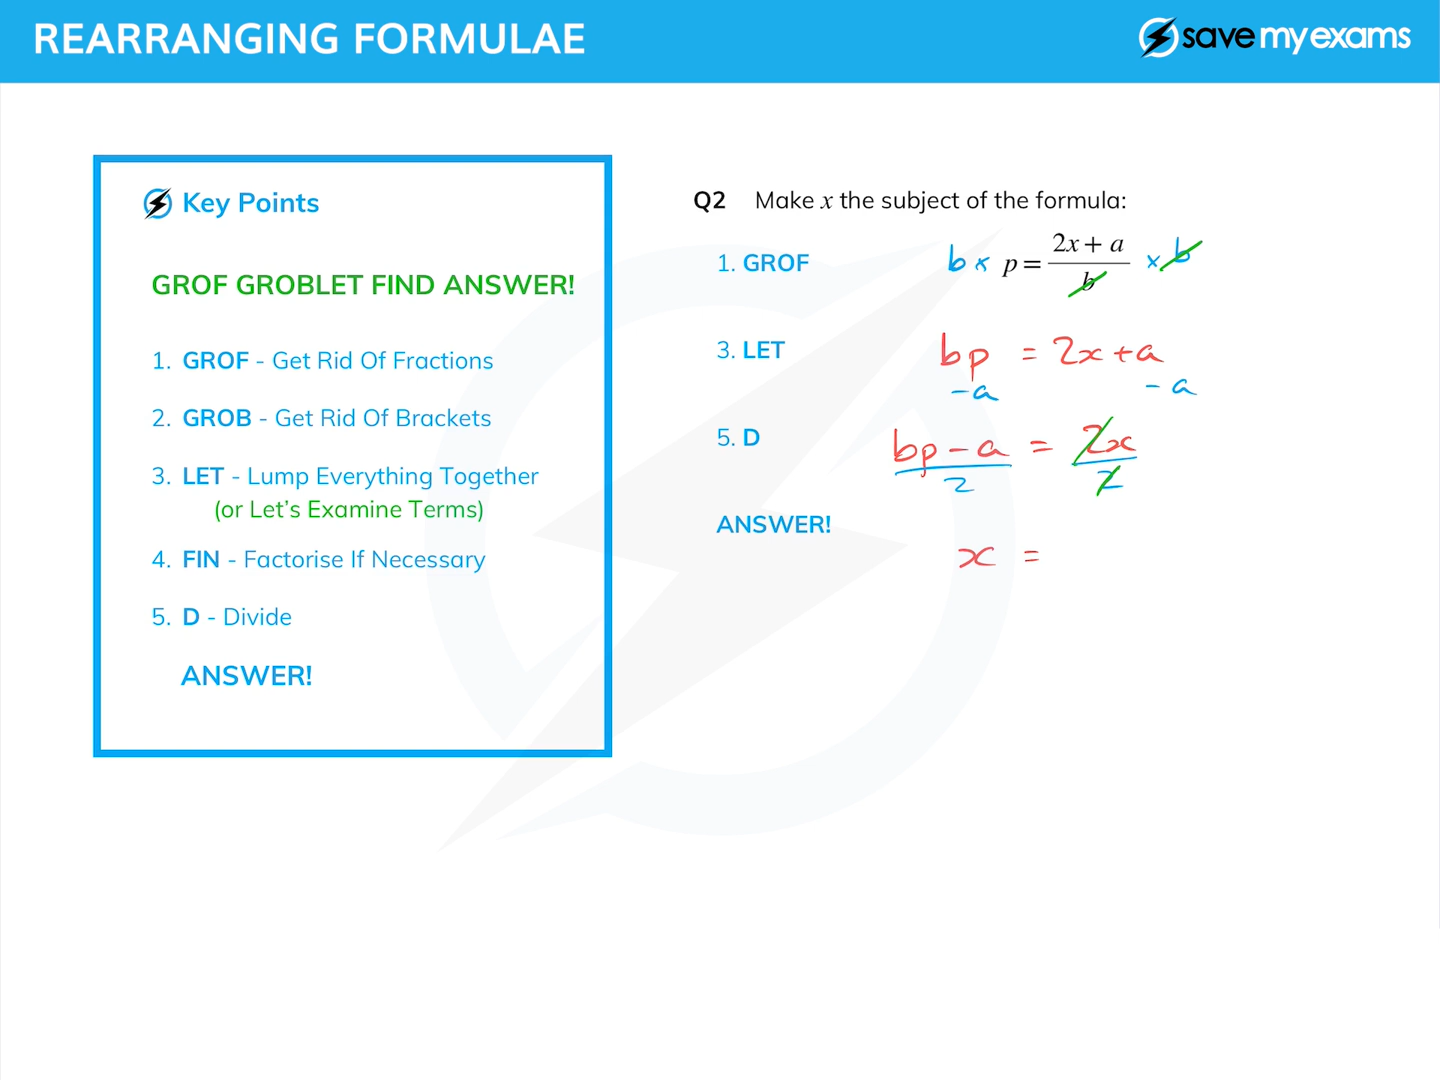 REARRANGING FORMULAE
save my exams
Key Points
GROF GROBLET FIND ANSWER!
1. GROF - Get Rid Of Fractions
2. GROB - Get Rid Of Brackets
3. LET - Lump Everything Together
(or Let's Examine Terms)
4. FIN - Factorise If Necessary
5. D - Divide
ANSWER!
Q2 Make x the subject of the formula:
1. GROF
b × p = (2x + a)/b × b
3. LET
bp = 2x + a
-a -a
5. D
(bp - a)/2 = 2x/2
ANSWER!
x =